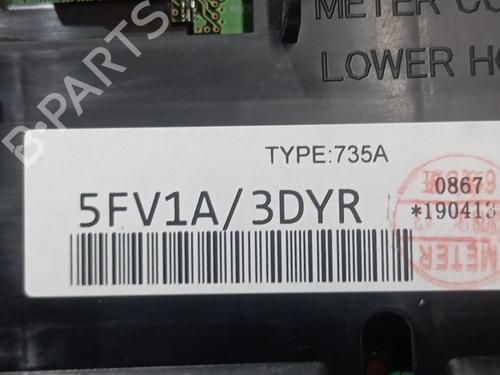 METER CO
LOWER HO
B-PARTS
TYPE:735A
5FV1A/3DYR
0867
*190413
METER